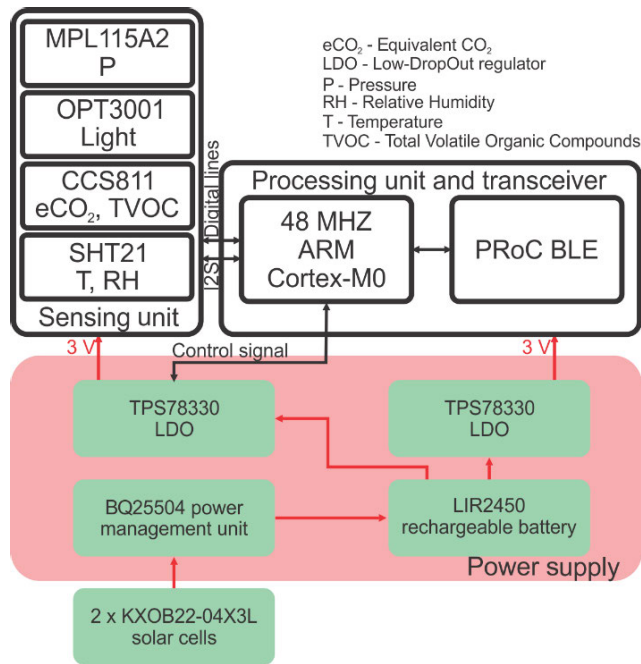 MPL115A2
P
OPT3001
Light
CCS811
eCO₂, TVOC
SHT21
T, RH
Sensing unit
eCO₂ - Equivalent CO₂
LDO - Low-DropOut regulator
P - Pressure
RH - Relative Humidity
T - Temperature
TVOC - Total Volatile Organic Compounds
Digital lines
I2S
Processing unit and transceiver
48 MHZ
ARM
Cortex-M0
PRoC BLE
3 V
Control signal
3 V
TPS78330
LDO
TPS78330
LDO
BQ25504 power
management unit
LIR2450
rechargeable battery
Power supply
2 x KXOB22-04X3L
solar cells